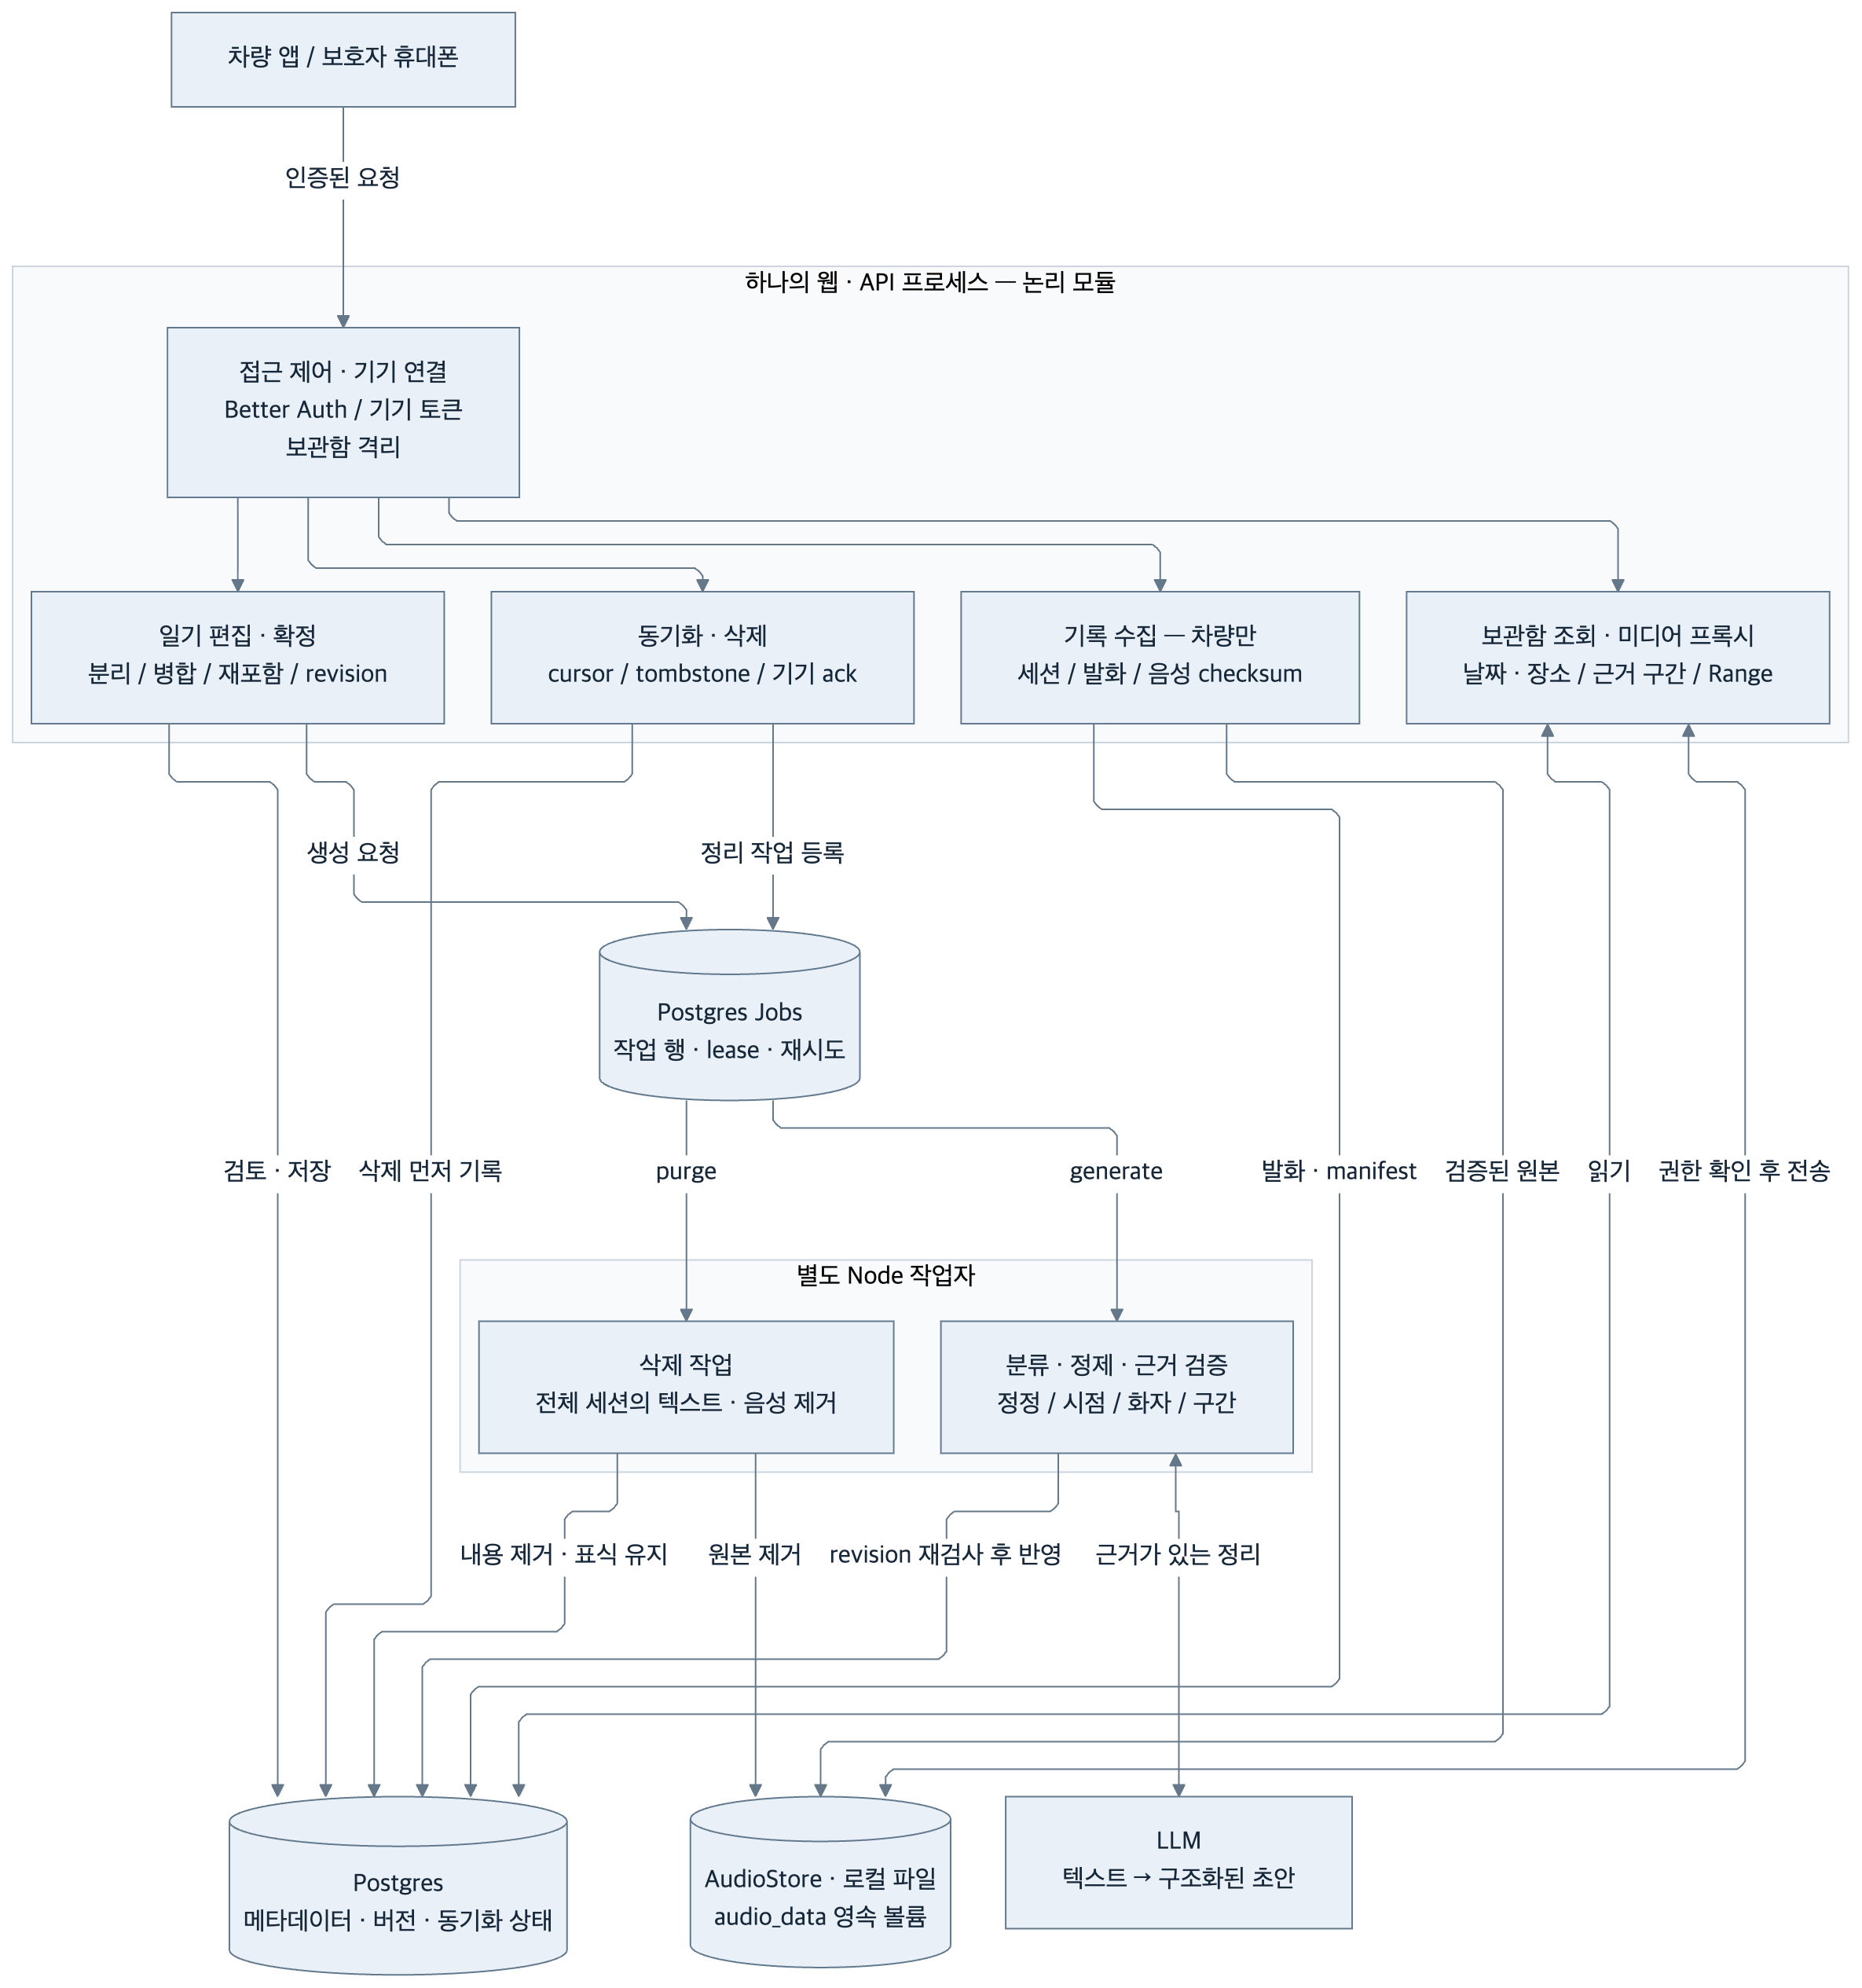 차량 앱 / 보호자 휴대폰
인증된 요청
하나의 웹 · API 프로세스 — 논리 모듈
접근 제어 · 기기 연결
Better Auth / 기기 토큰
보관함 격리
일기 편집 · 확정
분리 / 병합 / 재포함 / revision
동기화 · 삭제
cursor / tombstone / 기기 ack
기록 수집 — 차량만
세션 / 발화 / 음성 checksum
보관함 조회 · 미디어 프록시
날짜 · 장소 / 근거 구간 / Range
생성 요청
정리 작업 등록
Postgres Jobs
작업 행 · lease · 재시도
검토 · 저장
삭제 먼저 기록
purge
generate
발화 · manifest
검증된 원본
읽기
권한 확인 후 전송
별도 Node 작업자
삭제 작업
전체 세션의 텍스트 · 음성 제거
분류 · 정제 · 근거 검증
정정 / 시점 / 화자 / 구간
내용 제거 · 표식 유지
원본 제거
revision 재검사 후 반영
근거가 있는 정리
Postgres
메타데이터 · 버전 · 동기화 상태
AudioStore · 로컬 파일
audio_data 영속 볼륨
LLM
텍스트 → 구조화된 초안